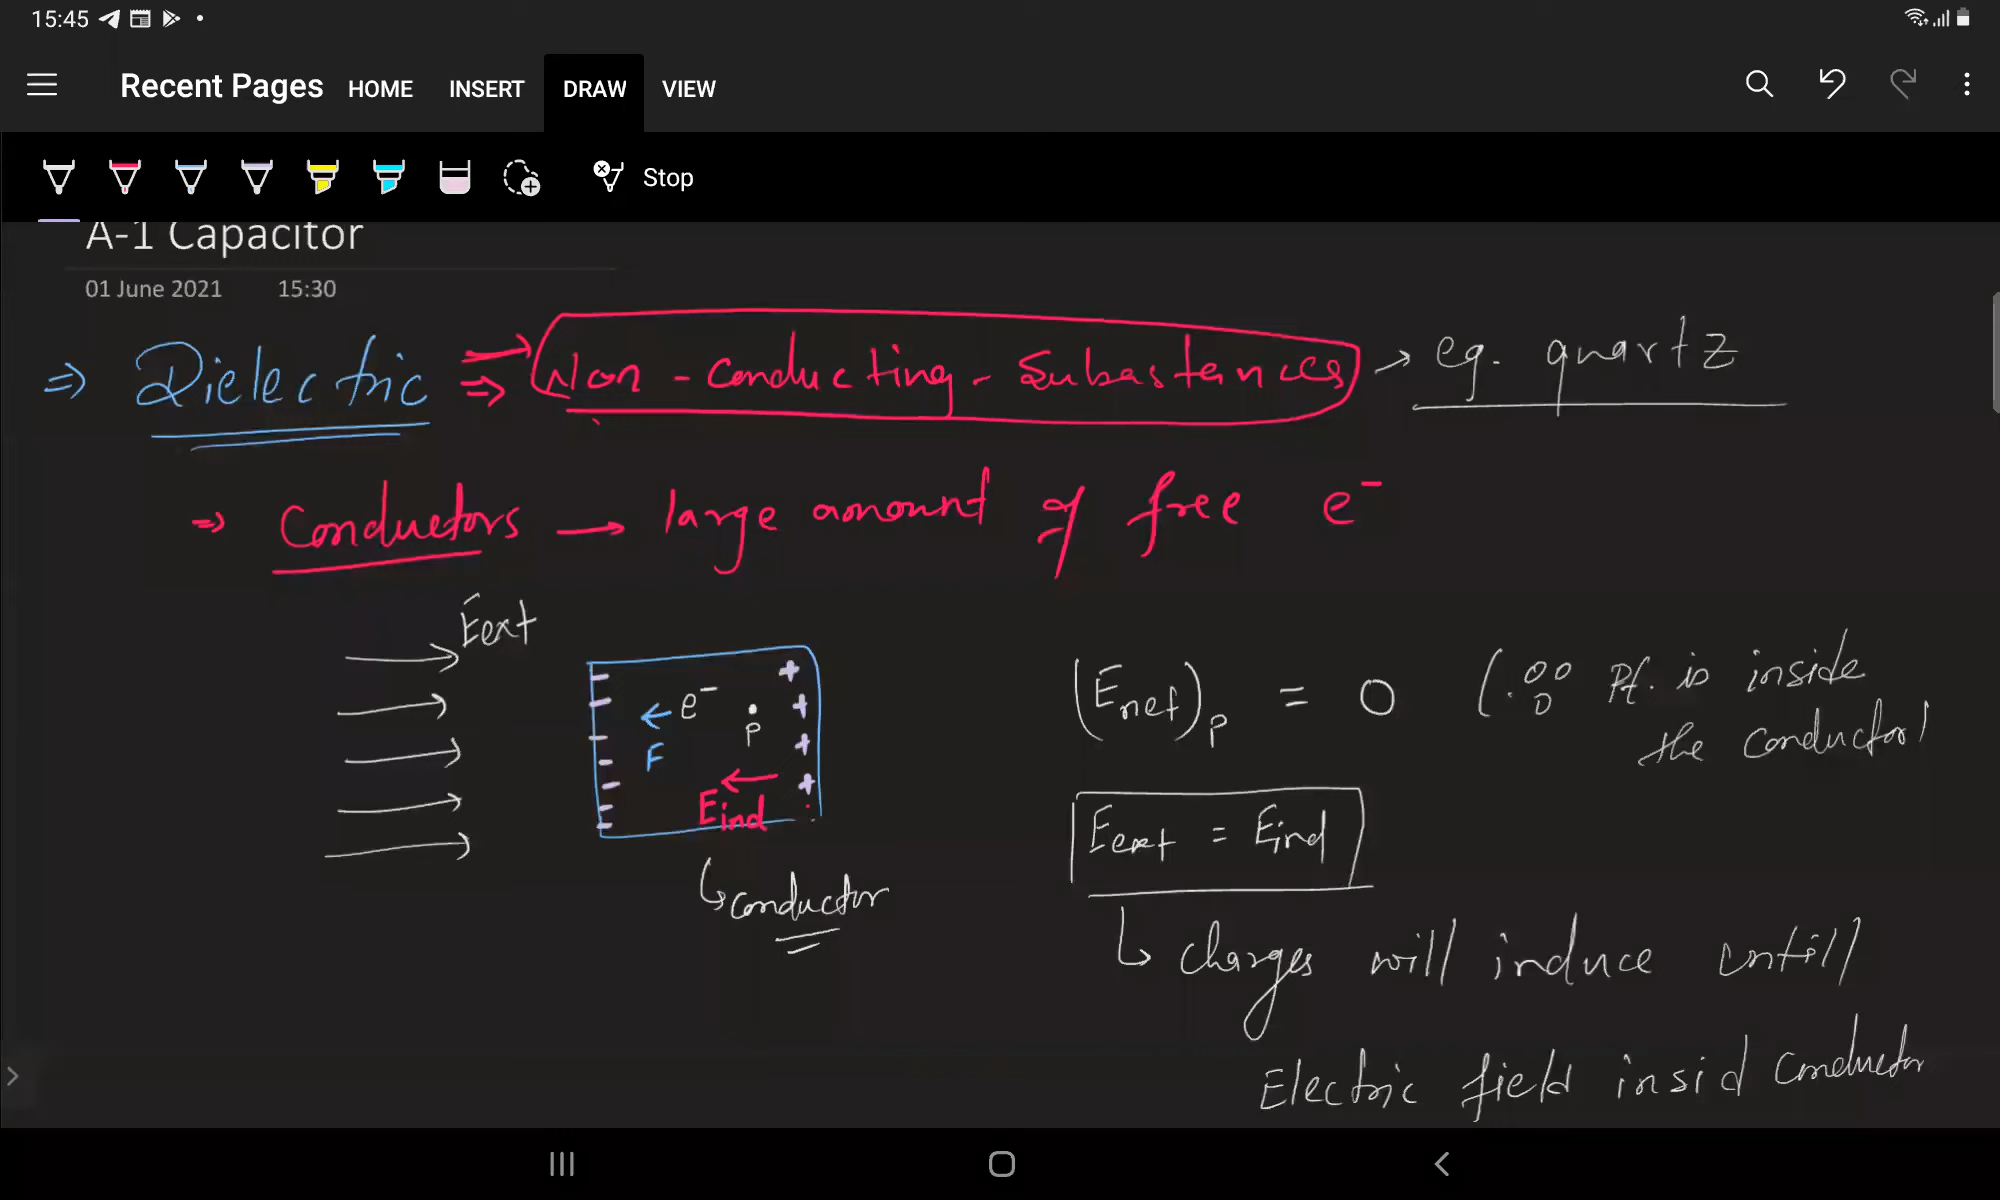 15:45
Recent Pages HOME INSERT DRAW VIEW
Stop
A-1 Capacitor
01 June 2021 15:30
⇒ Dielectric ⇒ Non-Conducting-Subastances → eg. quartz
⇒ Conductors → large amount of free e⁻
Eext
e⁻ P
F
Eind
↳ conductor
(Enet)p = 0 (∵ Pt. is inside
the conductor)
Eext = Eind
↳ charges will induce untill
Electric field insid conductor